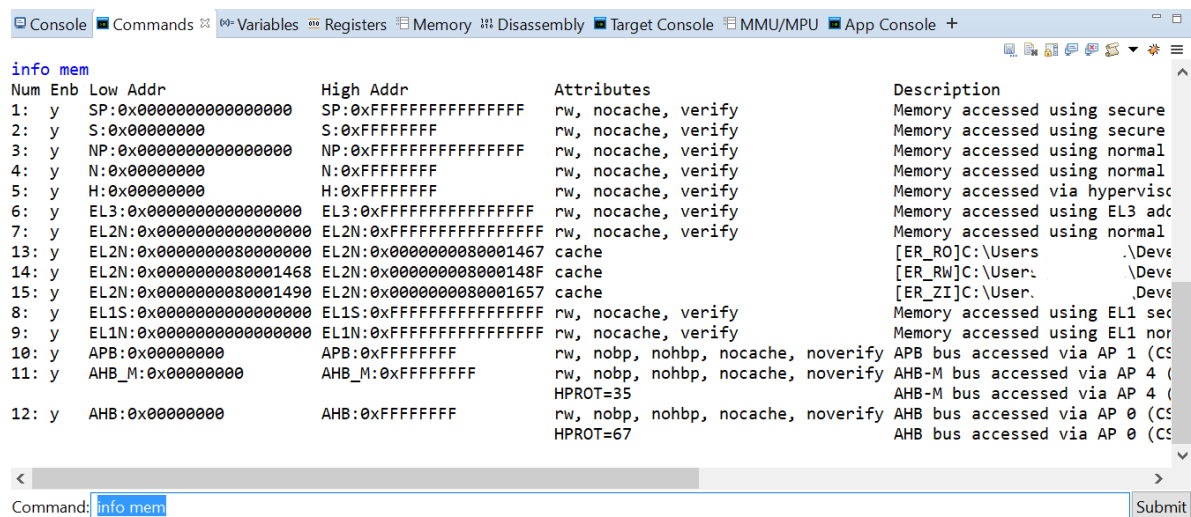 Console Commands Variables Registers Memory Disassembly Target Console MMU/MPU App Console +
info mem
Num Enb Low Addr High Addr Attributes Description
1: y SP:0x0000000000000000 SP:0xFFFFFFFFFFFFFFFF rw, nocache, verify Memory accessed using secure
2: y S:0x00000000 S:0xFFFFFFFF rw, nocache, verify Memory accessed using secure
3: y NP:0x0000000000000000 NP:0xFFFFFFFFFFFFFFFF rw, nocache, verify Memory accessed using normal
4: y N:0x00000000 N:0xFFFFFFFF rw, nocache, verify Memory accessed using normal
5: y H:0x00000000 H:0xFFFFFFFF rw, nocache, verify Memory accessed via hypervisc
6: y EL3:0x0000000000000000 EL3:0xFFFFFFFFFFFFFFFF rw, nocache, verify Memory accessed using EL3 add
7: y EL2N:0x0000000000000000 EL2N:0xFFFFFFFFFFFFFFFF rw, nocache, verify Memory accessed using normal
13: y EL2N:0x0000000080000000 EL2N:0x0000000080001467 cache [ER_RO]C:\Users .\Deve
14: y EL2N:0x0000000080001468 EL2N:0x000000008000148F cache [ER_RW]C:\User \Deve
15: y EL2N:0x0000000080001490 EL2N:0x0000000080001657 cache [ER_ZI]C:\User Deve
8: y EL1S:0x0000000000000000 EL1S:0xFFFFFFFFFFFFFFFF rw, nocache, verify Memory accessed using EL1 sec
9: y EL1N:0x0000000000000000 EL1N:0xFFFFFFFFFFFFFFFF rw, nocache, verify Memory accessed using EL1 nor
10: y APB:0x00000000 APB:0xFFFFFFFF rw, nobp, nohbp, nocache, noverify APB bus accessed via AP 1 (CS
11: y AHB_M:0x00000000 AHB_M:0xFFFFFFFF rw, nobp, nohbp, nocache, noverify AHB-M bus accessed via AP 4 (
HPROT=35 AHB-M bus accessed via AP 4 (
12: y AHB:0x00000000 AHB:0xFFFFFFFF rw, nobp, nohbp, nocache, noverify AHB bus accessed via AP 0 (CS
HPROT=67 AHB bus accessed via AP 0 (CS
Command: info mem Submit